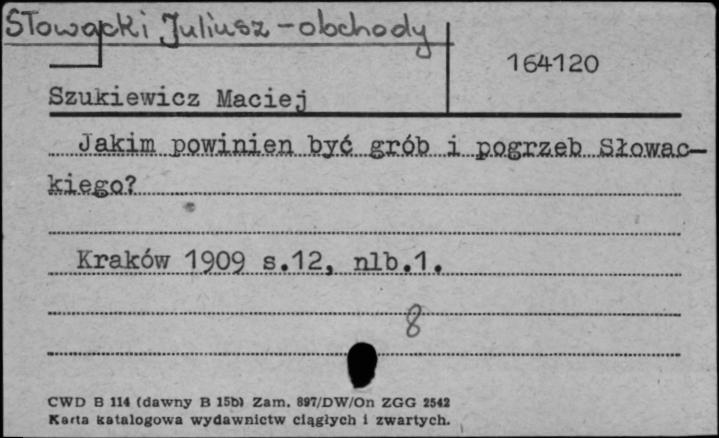 Słowacki Juliusz - obchody
164120
Szukiewicz Maciej
Jakim powinien być grób i pogrzeb Słowac-
kiego?
Kraków 1909 s.12, nlb.1.
8
CWD B 114 (dawny B 15b) Zam. 897/DW/On ZGG 2542
Karta katalogowa wydawnictw ciągłych i zwartych.